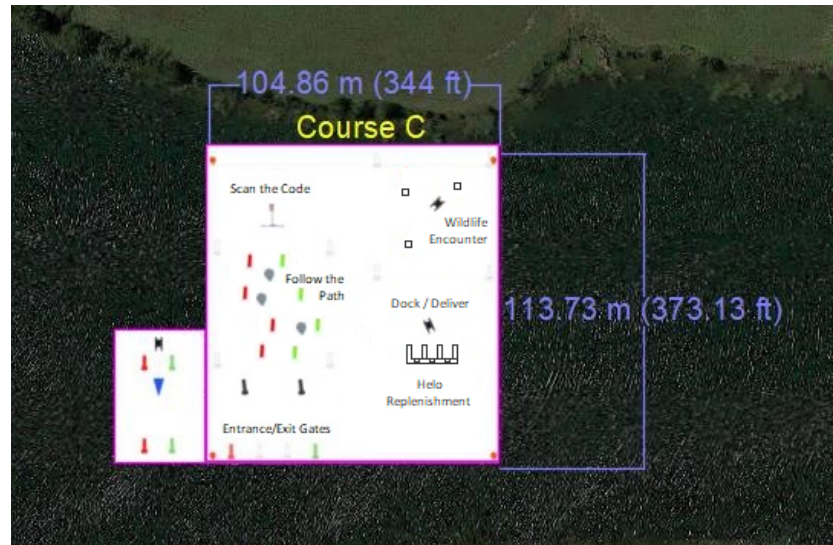 104.86 m (344 ft)
Course C
Scan the Code
Wildlife
Encounter
Follow the
Path
Dock / Deliver
113.73 m (373.13 ft)
Helo
Replenishment
Entrance/Exit Gates